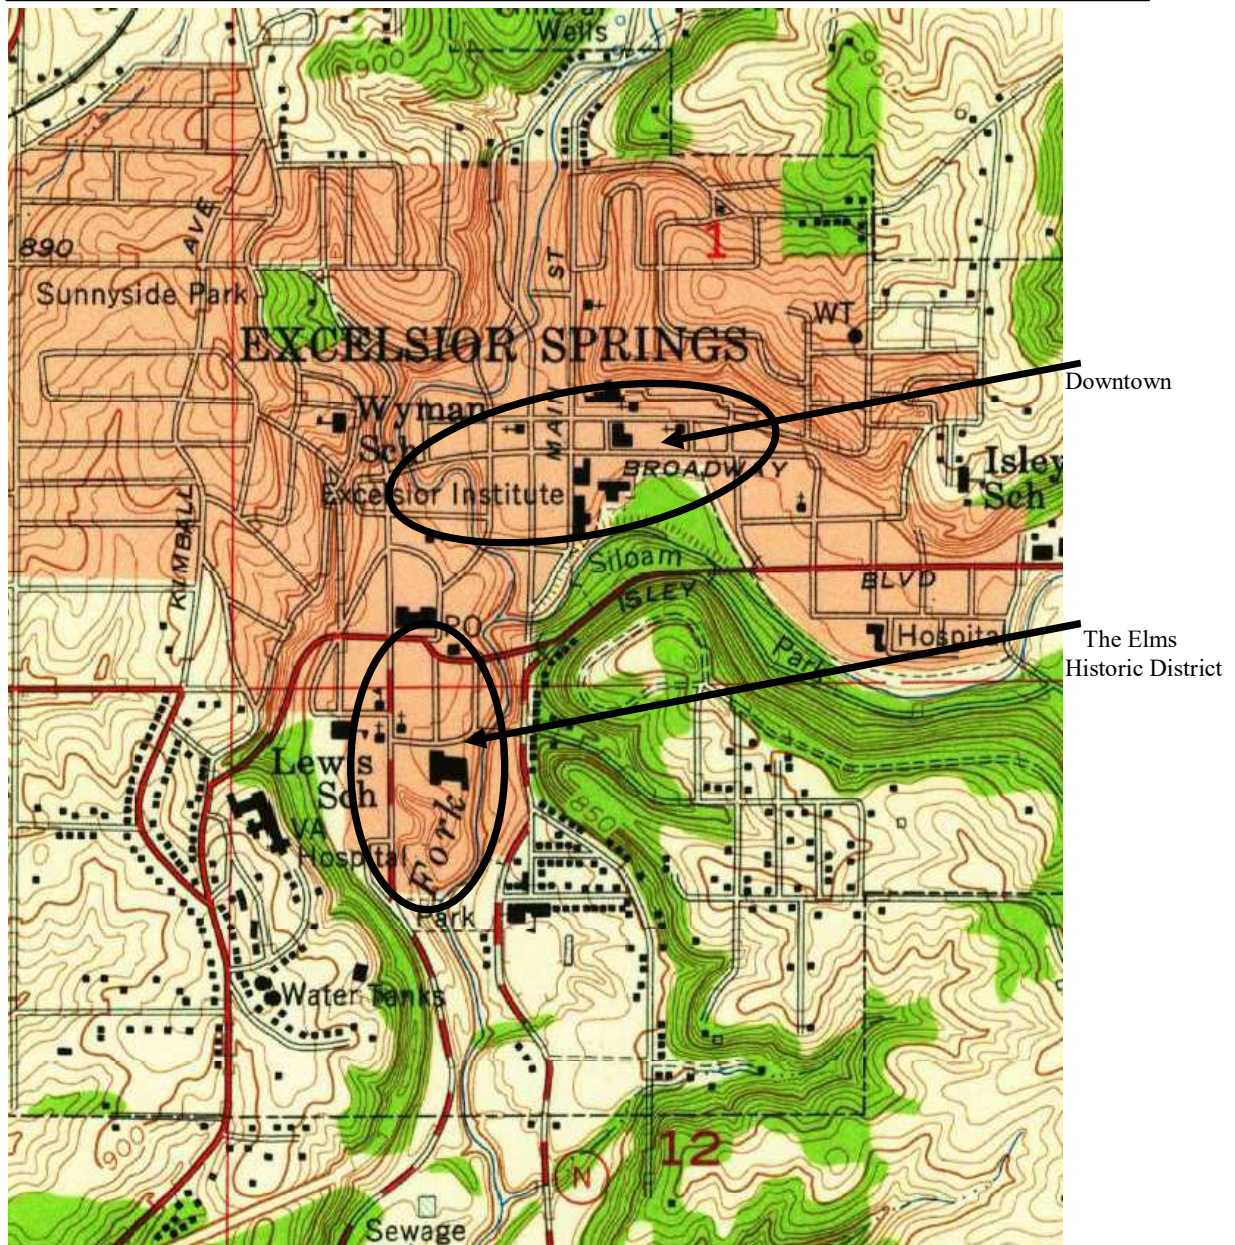 Mineral
Wells
900
950
AVE
890
1
ST
Sunnyside Park
WT
EXCELSIOR SPRINGS
Downtown
MAIN
Wyman
Sch
BROADWAY
Isley
Sch
Excelsior Institute
KIMBALL
Siloam
ISLEY
BLVD
PO
Hospital
Park
The Elms
Historic District
Lewis
Sch
850
VA
Hospital
Fork
Park
Water Tanks
900
12
N
Sewage